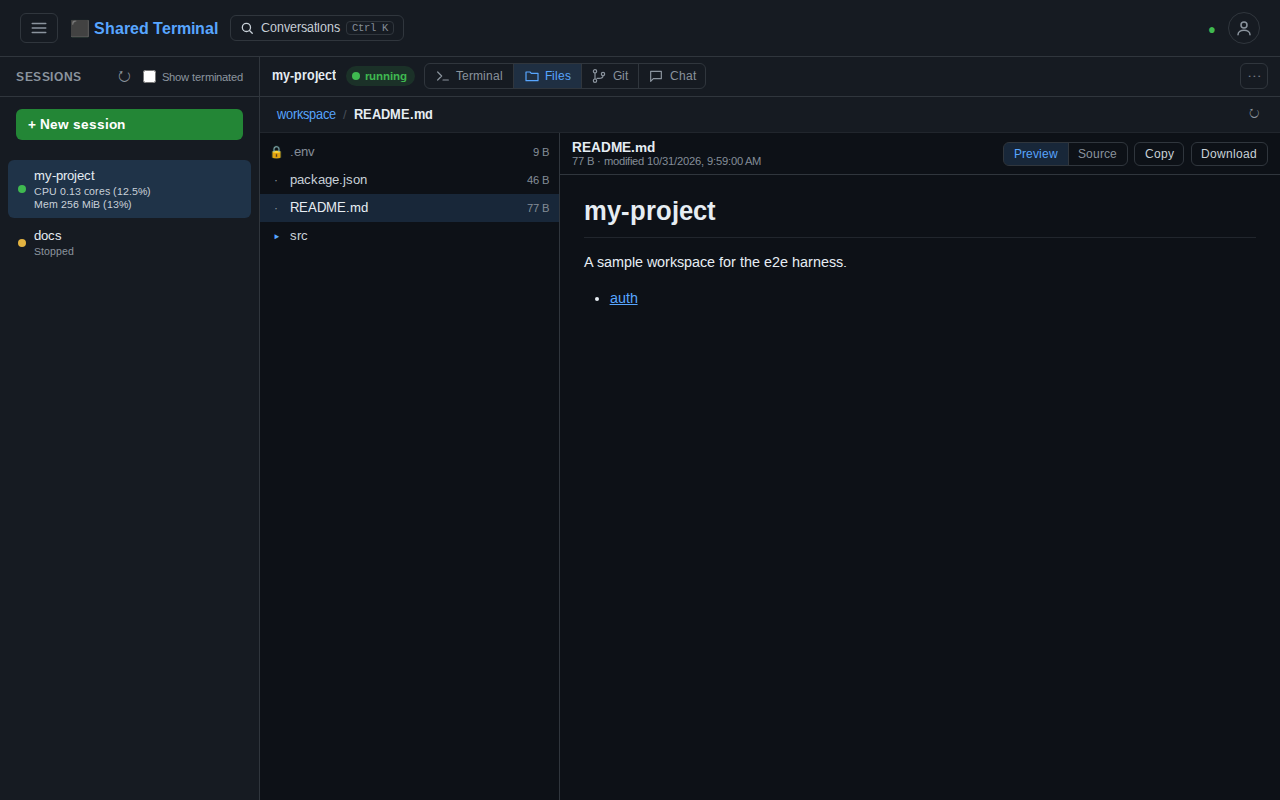 Shared Terminal
Conversations Ctrl K
SESSIONS
Show terminated
+ New session
my-project
CPU 0.13 cores (12.5%)
Mem 256 MiB (13%)
docs
Stopped
my-project
running
Terminal
Files
Git
Chat
...
workspace / README.md
.env 9 B
package.json 46 B
README.md 77 B
src
README.md
77 B · modified 10/31/2026, 9:59:00 AM
Preview
Source
Copy
Download
my-project
A sample workspace for the e2e harness.
• auth